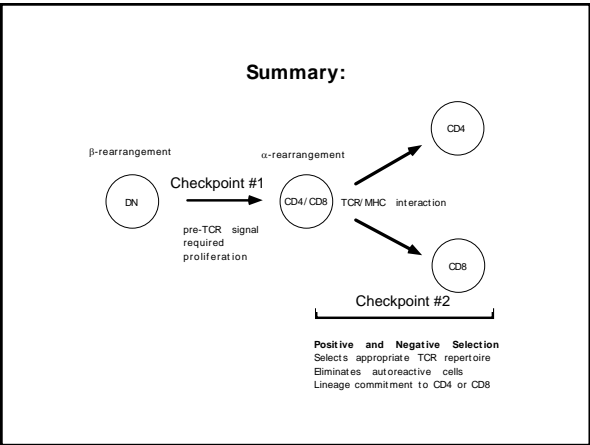 Summary:
β-rearrangement
DN
Checkpoint #1
pre-TCR signal
required
proliferation
α-rearrangement
CD4/CD8
TCR/MHC interaction
CD4
CD8
Checkpoint #2
Positive and Negative Selection
Selects appropriate TCR repertoire
Eliminates autoreactive cells
Lineage commitment to CD4 or CD8